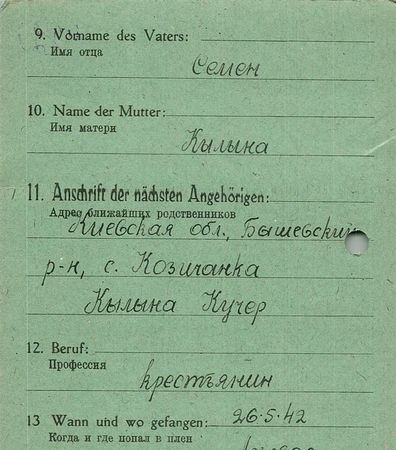 9. Vorname des Vaters:
Имя отца
Семен
10. Name der Mutter:
Имя матери
Кылына
11. Anschrift der nächsten Angehörigen:
Адрес ближайших родственников
Киевская обл., Бышевский
р-н, с. Козичанка
Кылына Кучер
12. Beruf:
Профессия
крестьянин
13 Wann und wo gefangen: 26.5.42
Когда и где попал в плен